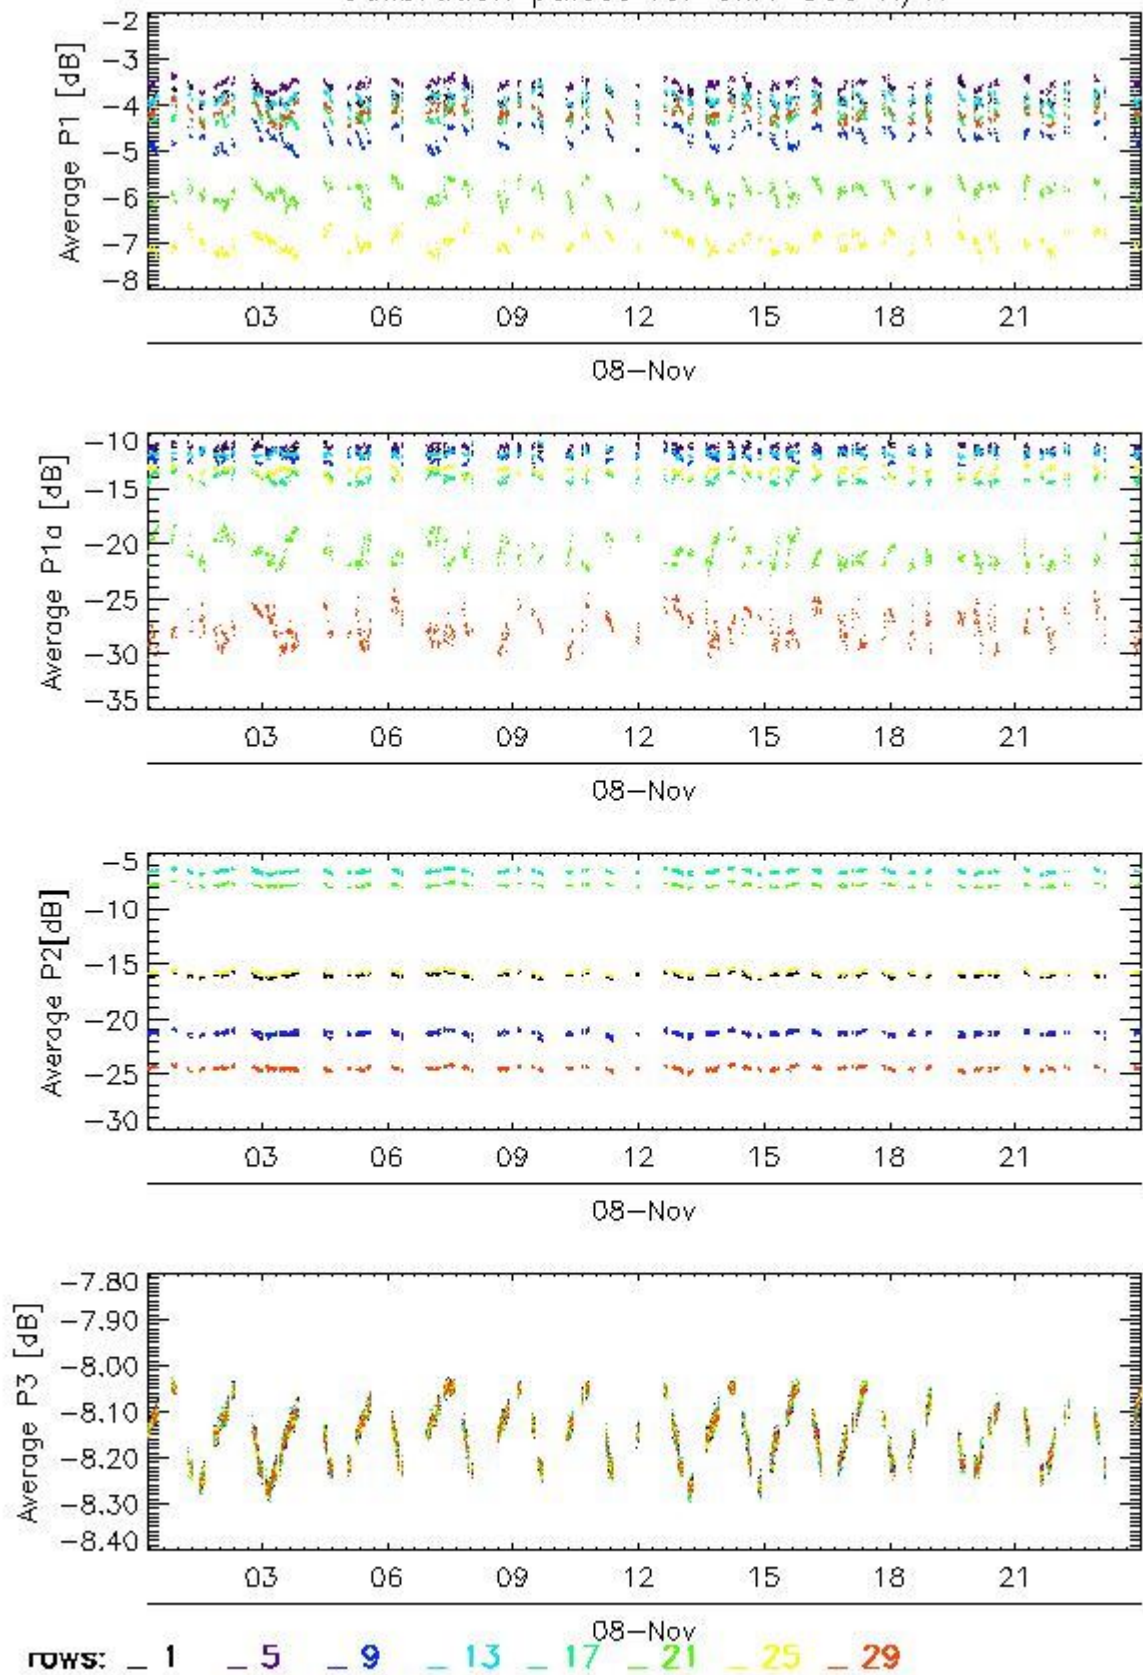 -2
-3
-4
-5
-6
-7
-8
Average P1 [dB]
03 06 09 12 15 18 21
08-Nov
-10
-15
-20
-25
-30
-35
Average P1a [dB]
03 06 09 12 15 18 21
08-Nov
-5
-10
-15
-20
-25
-30
Average P2[dB]
03 06 09 12 15 18 21
08-Nov
-7.80
-7.90
-8.00
-8.10
-8.20
-8.30
-8.40
Average P3 [dB]
03 06 09 12 15 18 21
08-Nov
rows: _ 1 _ 5 _ 9 _ 13 _ 17 _ 21 _ 25 _ 29